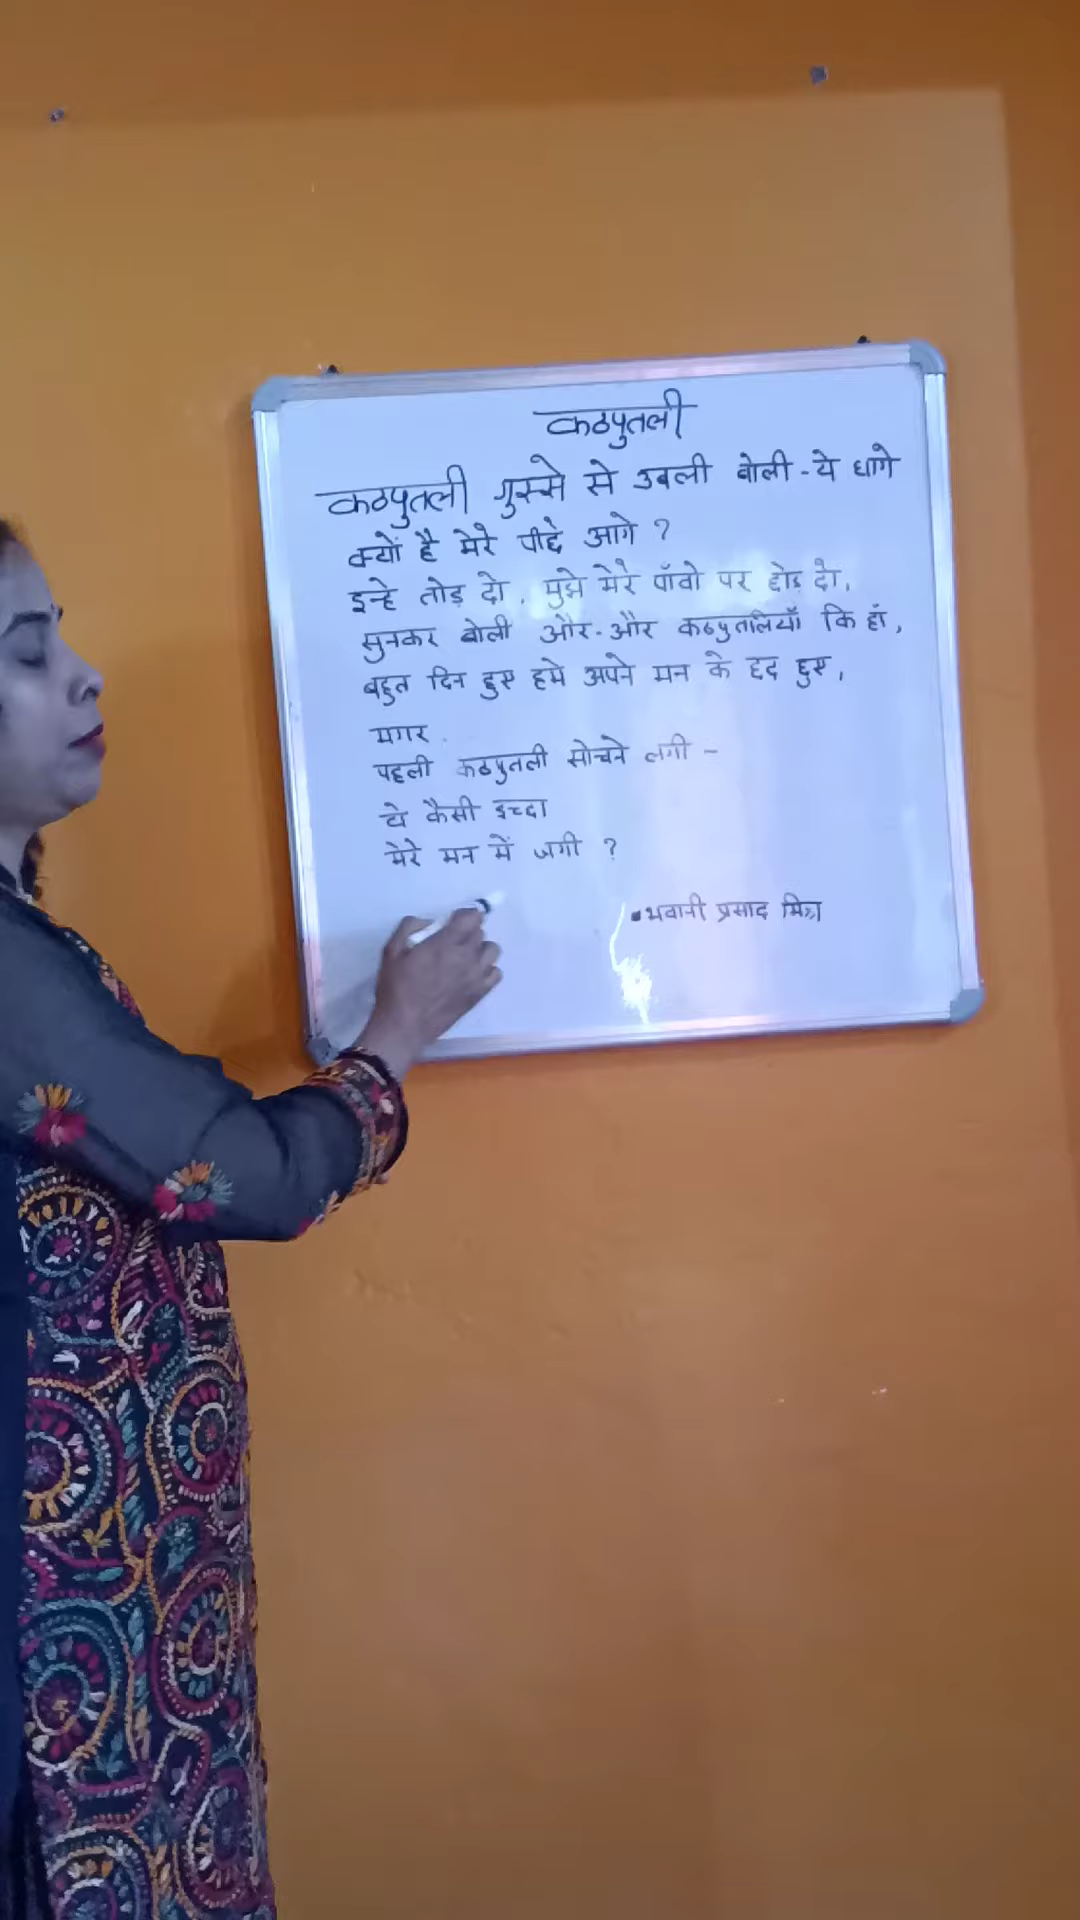 कठपुतली
कठपुतली गुस्से से उबली बोली - ये धागे
क्यों है मेरे पीछे आगे ?
इन्हे तोड़ दो, मुझे मेरे पाँवो पर छोड़ दो,
सुनकर बोली और-और कठपुतलियाँ कि हाँ,
बहुत दिन हुए हमे अपने मन के छंद हुए,
मगर.
पहली कठपुतली सोचने लगी -
ये कैसी इच्छा
मेरे मन में जगी ?
• भवानी प्रसाद मिश्र